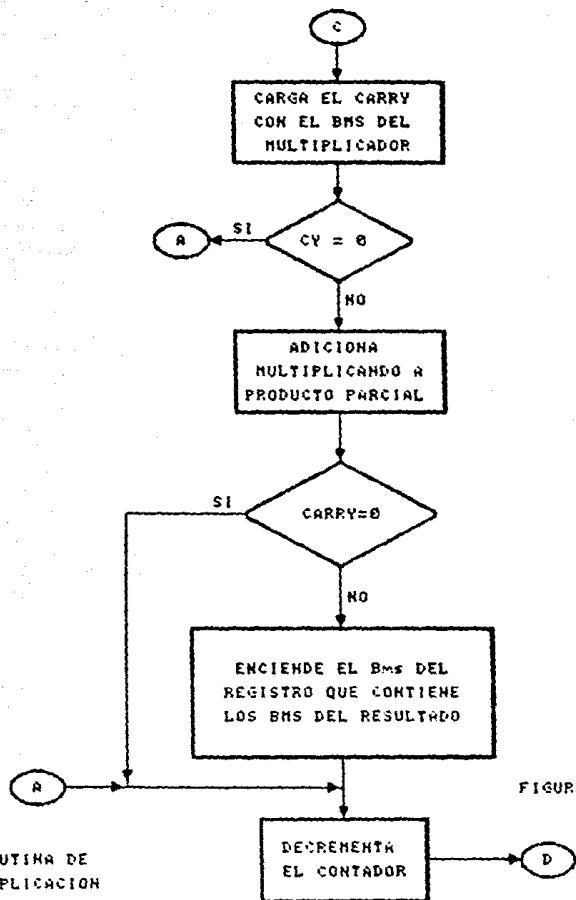 C
CARGA EL CARRY
CON EL BMS DEL
MULTIPLICADOR
SI
A
CY = 0
NO
ADICIONA
MULTIPLICANDO A
PRODUCTO PARCIAL
SI
CARRY=0
NO
ENCIENDE EL Bms DEL
REGISTRO QUE CONTIENE
LOS BMS DEL RESULTADO
A
FIGUR
DECREMENTA
EL CONTADOR
D
UTINA DE
PLICACION